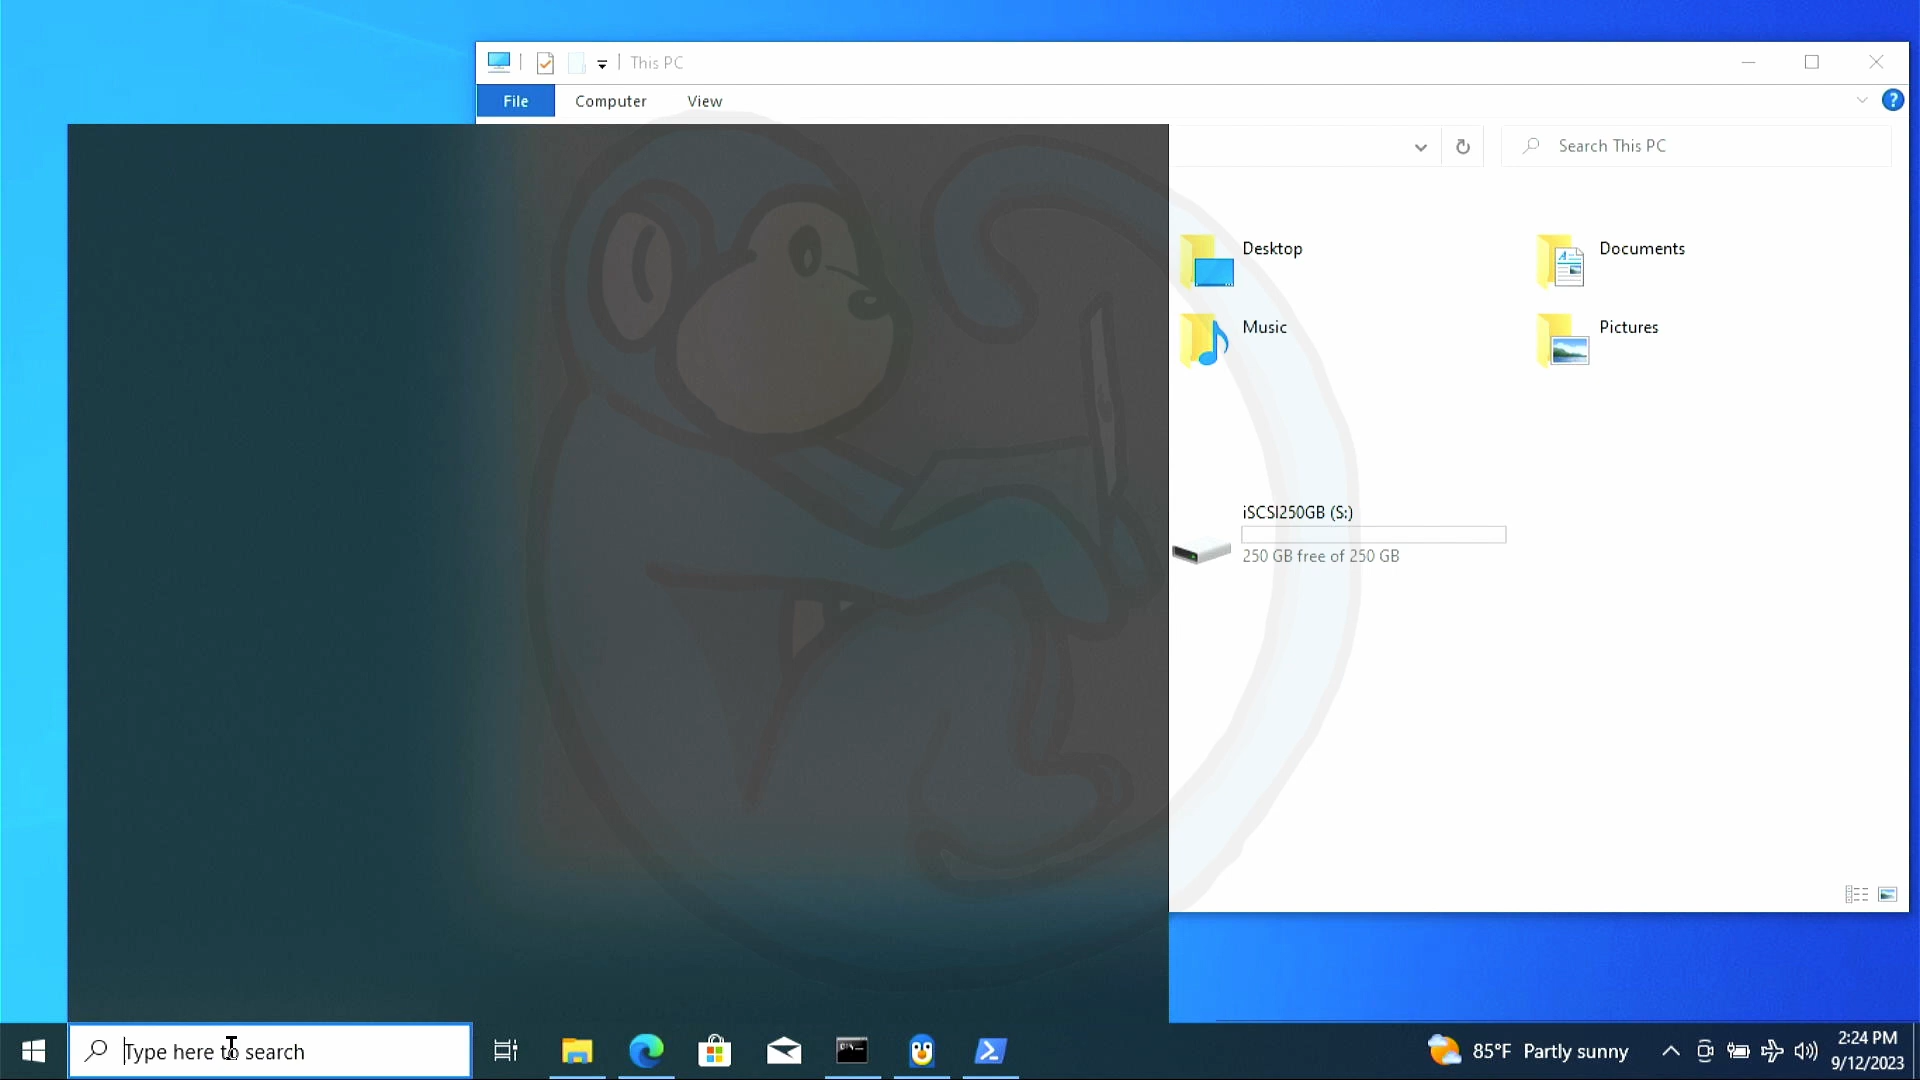 This PC
File Computer View
Search This PC
Desktop
Documents
Music
Pictures
iSCSI250GB (S:)
250 GB free of 250 GB
Type here to search
85°F Partly sunny
2:24 PM
9/12/2023